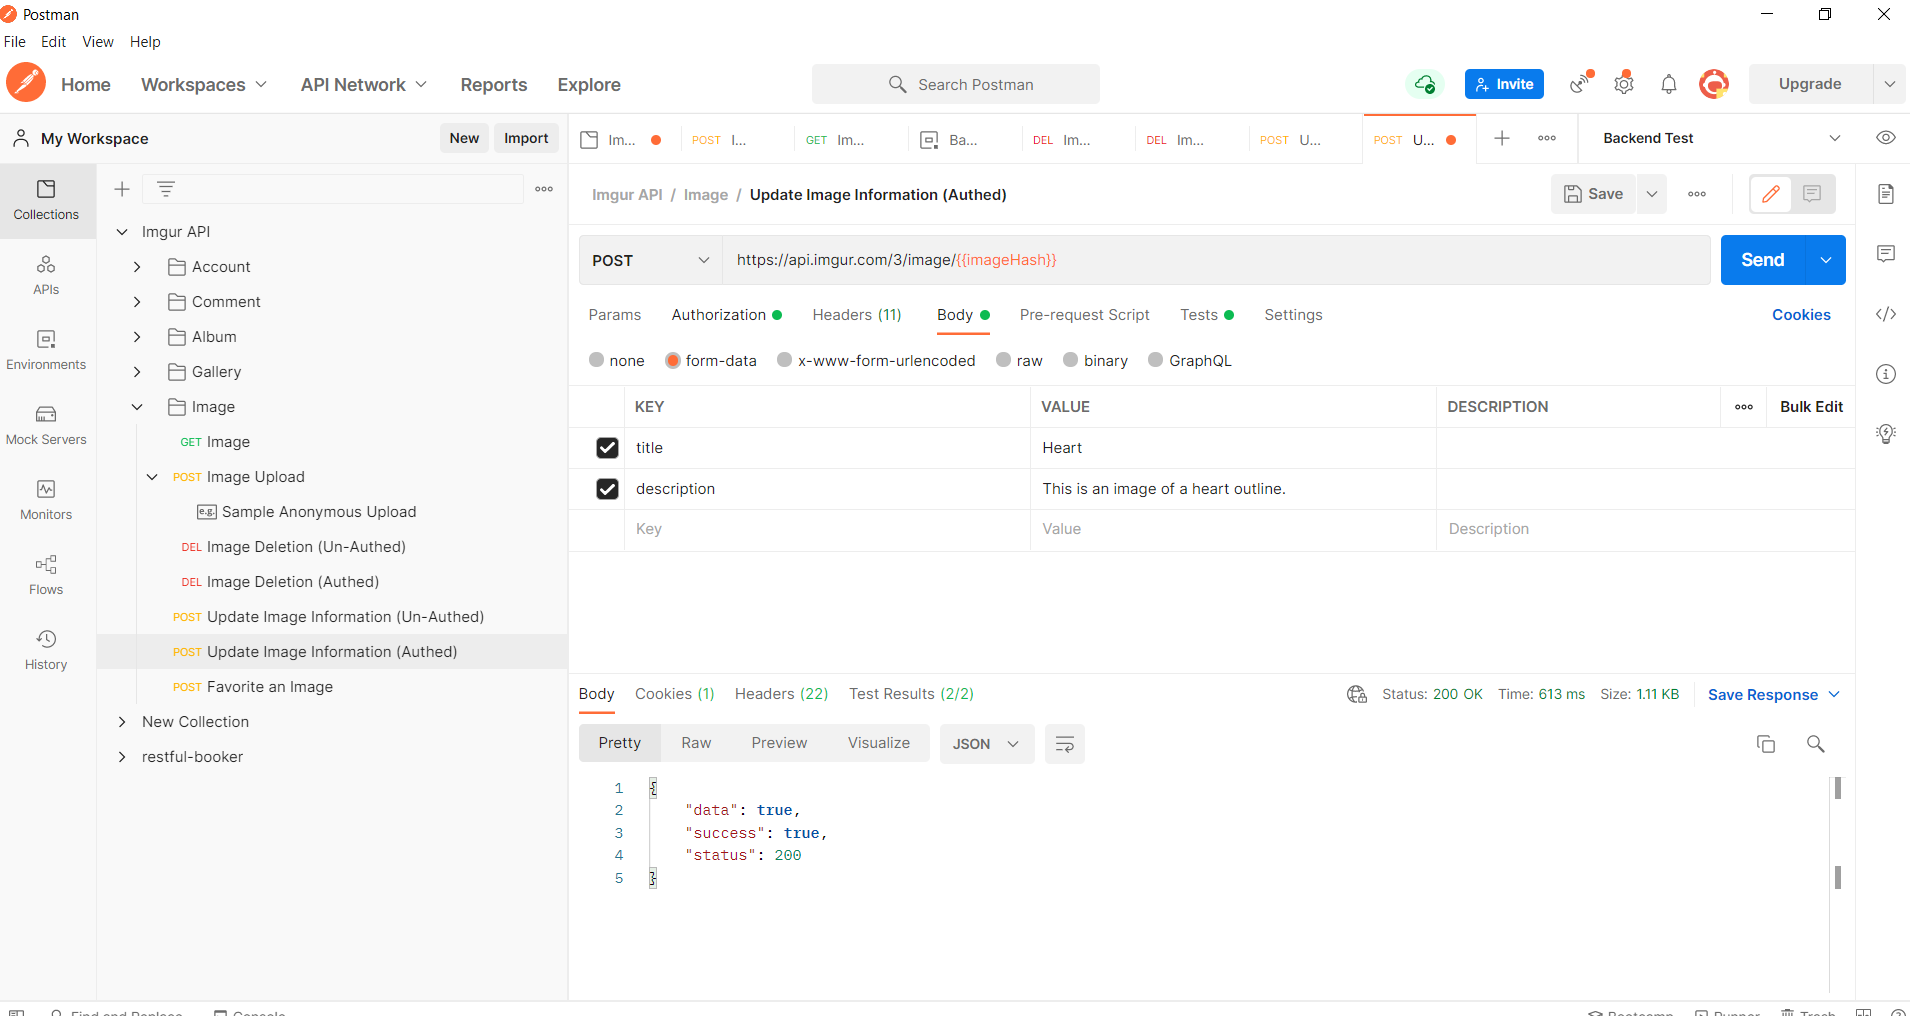 Postman
File Edit View Help
Home Workspaces API Network Reports Explore Search Postman Invite Upgrade
My Workspace New Import
Im... POST I... GET Im... Ba... DEL Im... DEL Im... POST U... POST U... Backend Test
Imgur API / Image / Update Image Information (Authed) Save
POST https://api.imgur.com/3/image/{{imageHash}} Send
Params Authorization Headers (11) Body Pre-request Script Tests Settings Cookies
none form-data x-www-form-urlencoded raw binary GraphQL
KEY VALUE DESCRIPTION Bulk Edit
title Heart
description This is an image of a heart outline.
Key Value Description
Collections
APIs
Environments
Mock Servers
Monitors
Flows
History
Imgur API
Account
Comment
Album
Gallery
Image
GET Image
POST Image Upload
e.g. Sample Anonymous Upload
DEL Image Deletion (Un-Authed)
DEL Image Deletion (Authed)
POST Update Image Information (Un-Authed)
POST Update Image Information (Authed)
POST Favorite an Image
New Collection
restful-booker
Body Cookies (1) Headers (22) Test Results (2/2) Status: 200 OK Time: 613 ms Size: 1.11 KB Save Response
Pretty Raw Preview Visualize JSON
1 {
2 "data": true,
3 "success": true,
4 "status": 200
5 }
Find and Replace Console Bootcamp Runner Trash